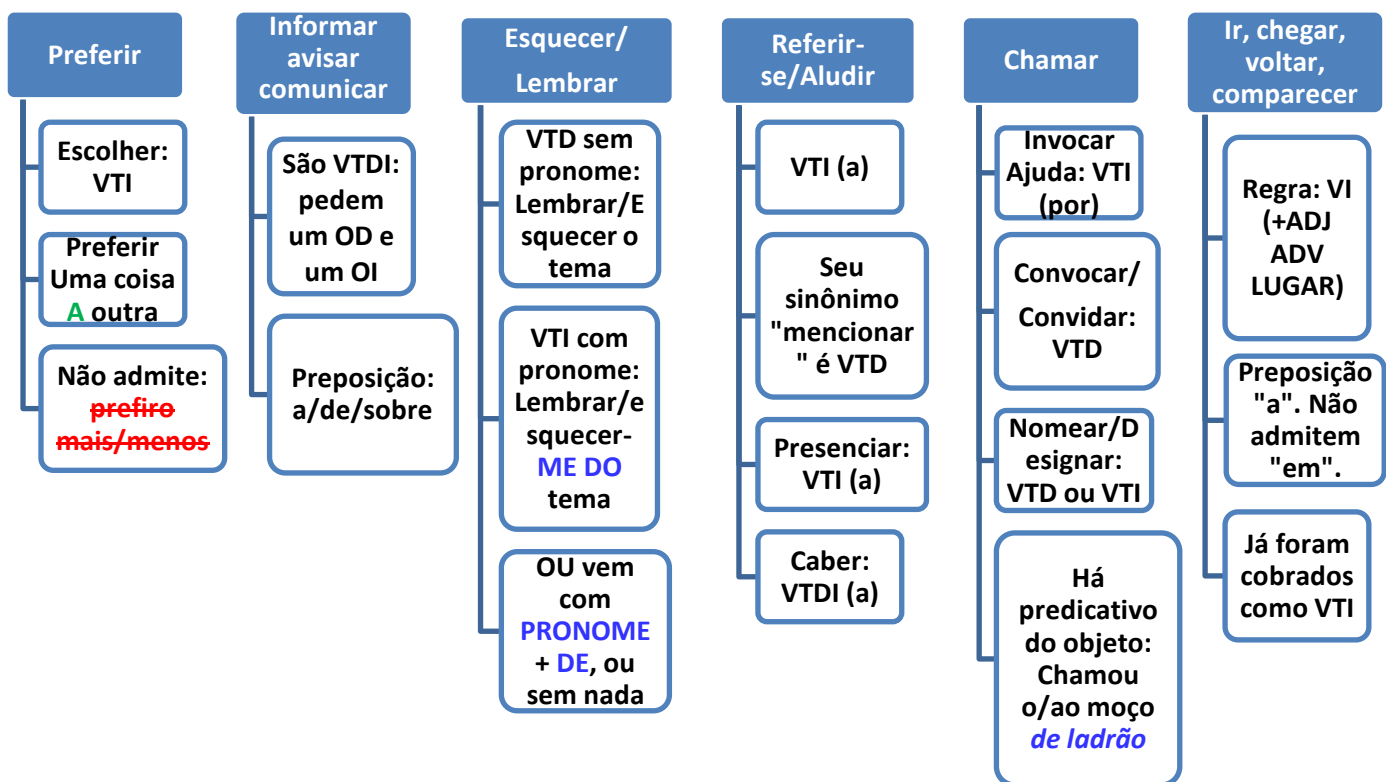 Preferir
Escolher:
VTI
Preferir
Uma coisa
A outra
Não admite:
prefiro
mais/menos
Informar
avisar
comunicar
São VTDI:
pedem
um OD e
um OI
Preposição:
a/de/sobre
Esquecer/
Lembrar
VTD sem
pronome:
Lembrar/E
squecer o
tema
VTI com
pronome:
Lembrar/e
squecer-
ME DO
tema
OU vem
com
PRONOME
+ DE, ou
sem nada
Referir-
se/Aludir
VTI (a)
Seu
sinônimo
"mencionar
" é VTD
Presenciar:
VTI (a)
Caber:
VTDI (a)
Chamar
Invocar
Ajuda: VTI
(por)
Convocar/
Convidar:
VTD
Nomear/D
esignar:
VTD ou VTI
Há
predicativo
do objeto:
Chamou
o/ao moço
de ladrão
Ir, chegar,
voltar,
comparecer
Regra: VI
(+ADJ
ADV
LUGAR)
Preposição
"a". Não
admitem
"em".
Já foram
cobrados
como VTI